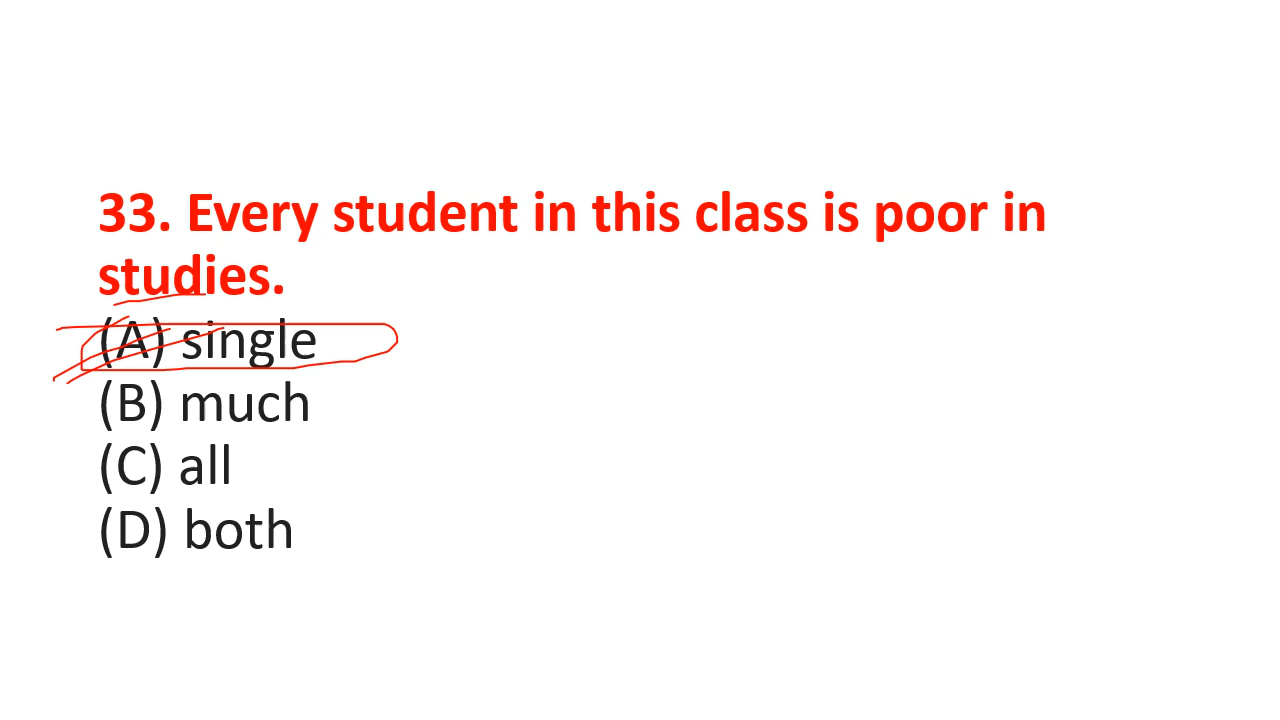 33. Every student in this class is poor in
studies.
(A) single
(B) much
(C) all
(D) both